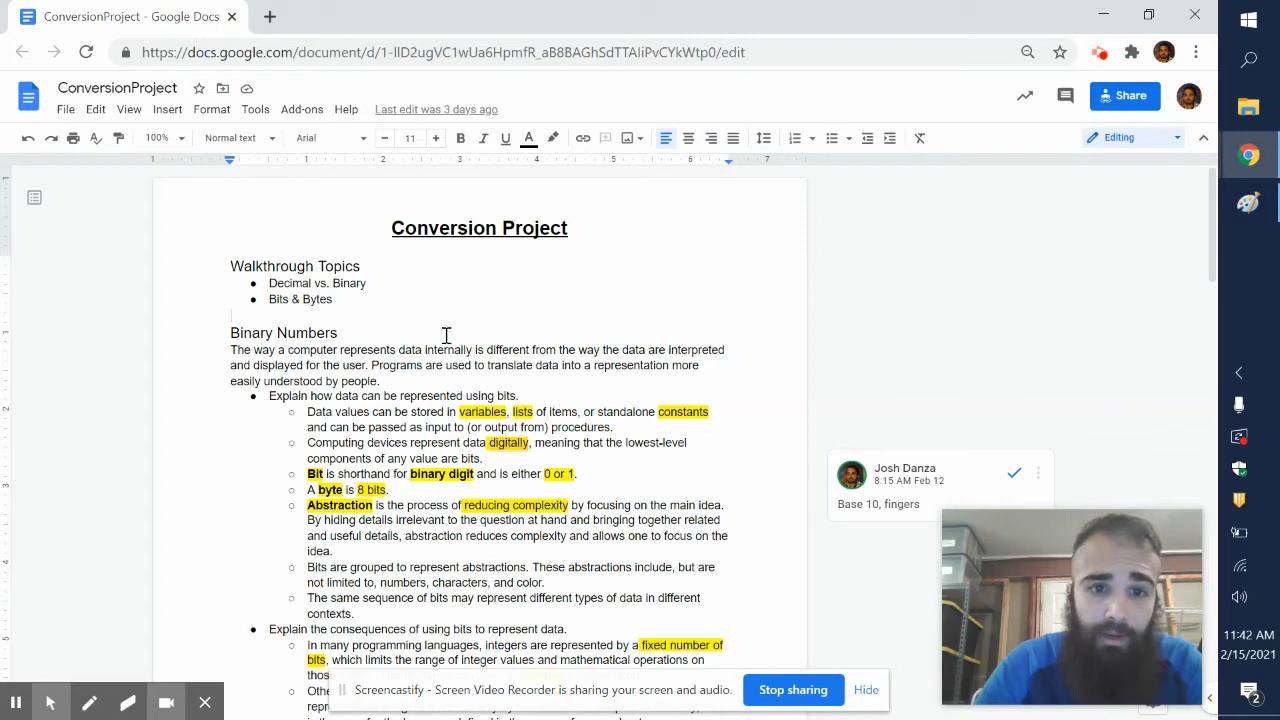 ConversionProject - Google Docs
https://docs.google.com/document/d/1-llD2ugVC1wUa6HpmfR_aB8BAGhSdTTAIiPvCYkWtp0/edit
ConversionProject
File Edit View Insert Format Tools Add-ons Help Last edit was 3 days ago
Share
100% Normal text Arial 11 Editing
1 1 2 3 4 5 6 7
Conversion Project
Walkthrough Topics
● Decimal vs. Binary
● Bits & Bytes
Binary Numbers
The way a computer represents data internally is different from the way the data are interpreted
and displayed for the user. Programs are used to translate data into a representation more
easily understood by people.
● Explain how data can be represented using bits.
○ Data values can be stored in variables, lists of items, or standalone constants
and can be passed as input to (or output from) procedures.
○ Computing devices represent data digitally, meaning that the lowest-level
components of any value are bits.
○ Bit is shorthand for binary digit and is either 0 or 1.
○ A byte is 8 bits.
○ Abstraction is the process of reducing complexity by focusing on the main idea.
By hiding details irrelevant to the question at hand and bringing together related
and useful details, abstraction reduces complexity and allows one to focus on the
idea.
○ Bits are grouped to represent abstractions. These abstractions include, but are
not limited to, numbers, characters, and color.
○ The same sequence of bits may represent different types of data in different
contexts.
● Explain the consequences of using bits to represent data.
○ In many programming languages, integers are represented by a fixed number of
bits, which limits the range of integer values and mathematical operations on
Josh Danza
8:15 AM Feb 12
Base 10, fingers
Screencastify - Screen Video Recorder is sharing your screen and audio.
Stop sharing
Hide
11:42 AM
2/15/2021
2